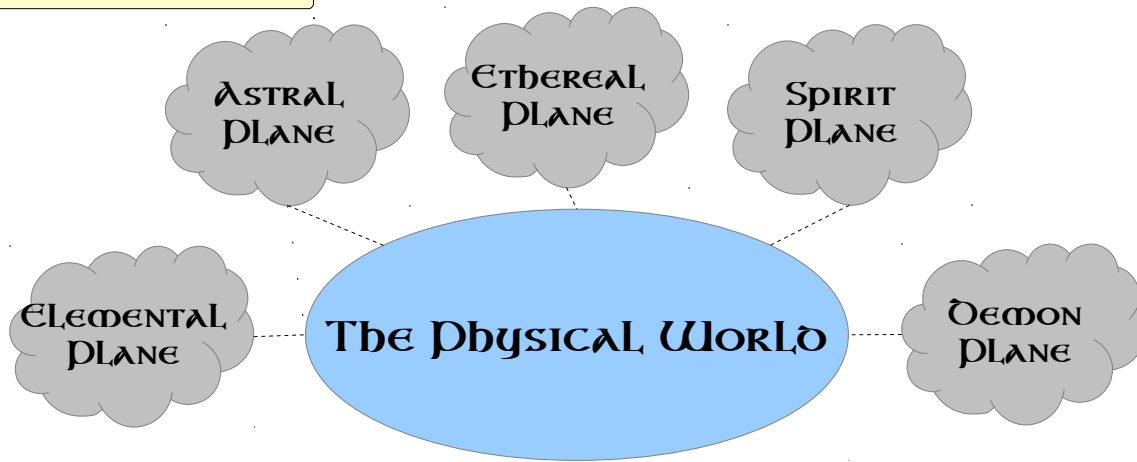 Astral
Plane
Ethereal
Plane
Spirit
Plane
Elemental
Plane
The Physical World
Demon
Plane